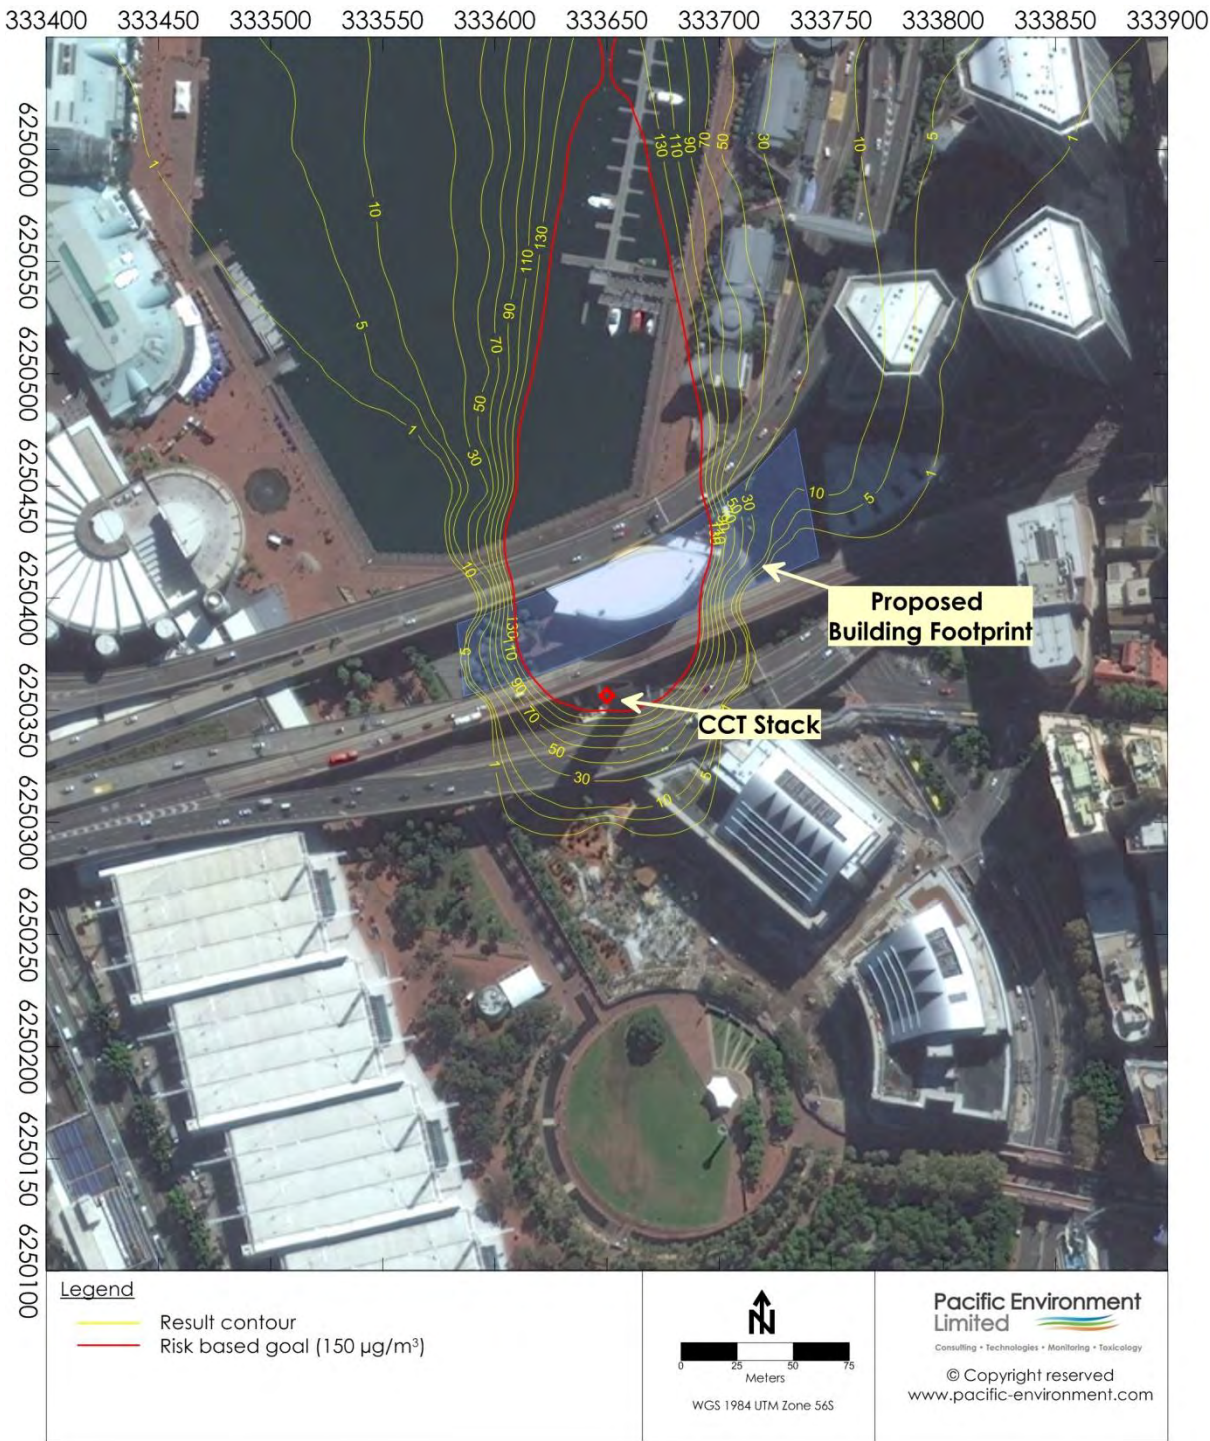 333400 333450 333500 333550 333600 333650 333700 333750 333800 333850 333900
6250600
6250550
6250500
6250450
6250400
6250350
6250300
6250250
6250200
6250150
6250100
130
110
90
70
50
30
10
5
1
1
10
130
110
90
70
50
30
5
1
10
5
1
50
30
10
5
130
110
90
70
50
30
10
5
1
Proposed
Building Footprint
CCT Stack
Legend
Result contour
Risk based goal (150 µg/m³)
N
0 25 50 75
Meters
WGS 1984 UTM Zone 56S
Pacific Environment
Limited
Consulting • Technologies • Monitoring • Toxicology
© Copyright reserved
www.pacific-environment.com